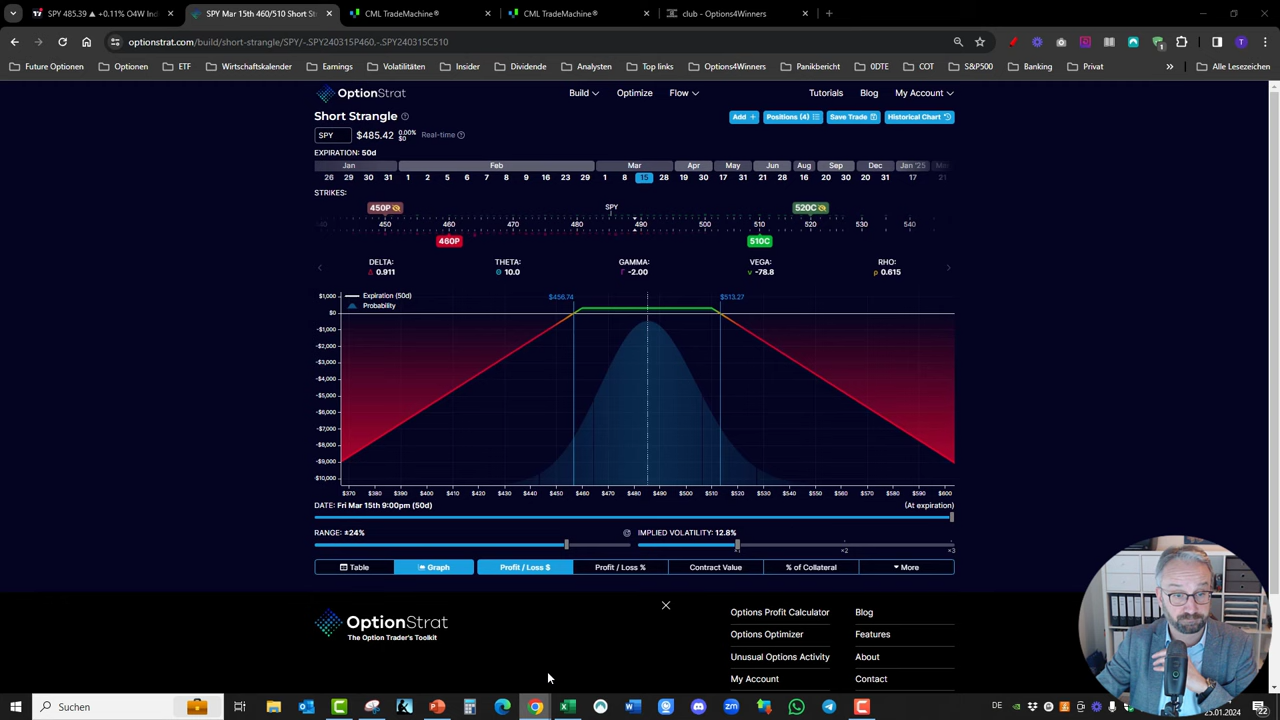 SPY 485.39 ▲ +0.11% O4W Ind
SPY Mar 15th 460/510 Short St
CML TradeMachine®
CML TradeMachine®
club - Options4Winners
optionstrat.com/build/short-strangle/SPY/-.SPY240315P460,-.SPY240315C510
Future Optionen
Optionen
ETF
Wirtschaftskalender
Earnings
Volatilitäten
Insider
Dividende
Analysten
Top links
Options4Winners
Panikbericht
0DTE
COT
S&P500
Banking
Privat
»
Alle Lesezeichen
OptionStrat
Build
Optimize
Flow
Tutorials
Blog
My Account
Short Strangle
Add +
Positions (4)
Save Trade
Historical Chart
SPY
$485.42
0.00%
$0
Real-time
EXPIRATION: 50d
Jan
Feb
Mar
Apr
May
Jun
Aug
Sep
Dec
Jan '25
26 29 30 31 1 2 5 6 7 8 9 16 23 29 1 8 15 28 19 30 17 31 21 28 16 20 30 20 31 17 21
STRIKES:
SPY
450P
520C
450 460 470 480 490 500 510 520 530 540
460P
510C
DELTA:
0.911
THETA:
10.0
GAMMA:
-2.00
VEGA:
-78.8
RHO:
0.615
Expiration (50d)
Probability
$456.74
$513.27
$1,000
$0
-$1,000
-$2,000
-$3,000
-$4,000
-$5,000
-$6,000
-$7,000
-$8,000
-$9,000
-$10,000
$370 $380 $390 $400 $410 $420 $430 $440 $450 $460 $470 $480 $490 $500 $510 $520 $530 $540 $550 $560 $570 $580 $590 $600
DATE: Fri Mar 15th 9:00pm (50d)
(At expiration)
RANGE: ±24%
IMPLIED VOLATILITY: 12.8%
×1
×2
×3
Table
Graph
Profit / Loss $
Profit / Loss %
Contract Value
% of Collateral
More
OptionStrat
The Option Trader's Toolkit
Options Profit Calculator
Blog
Options Optimizer
Features
Unusual Options Activity
About
My Account
Contact
Suchen
DE
25.01.2024
22